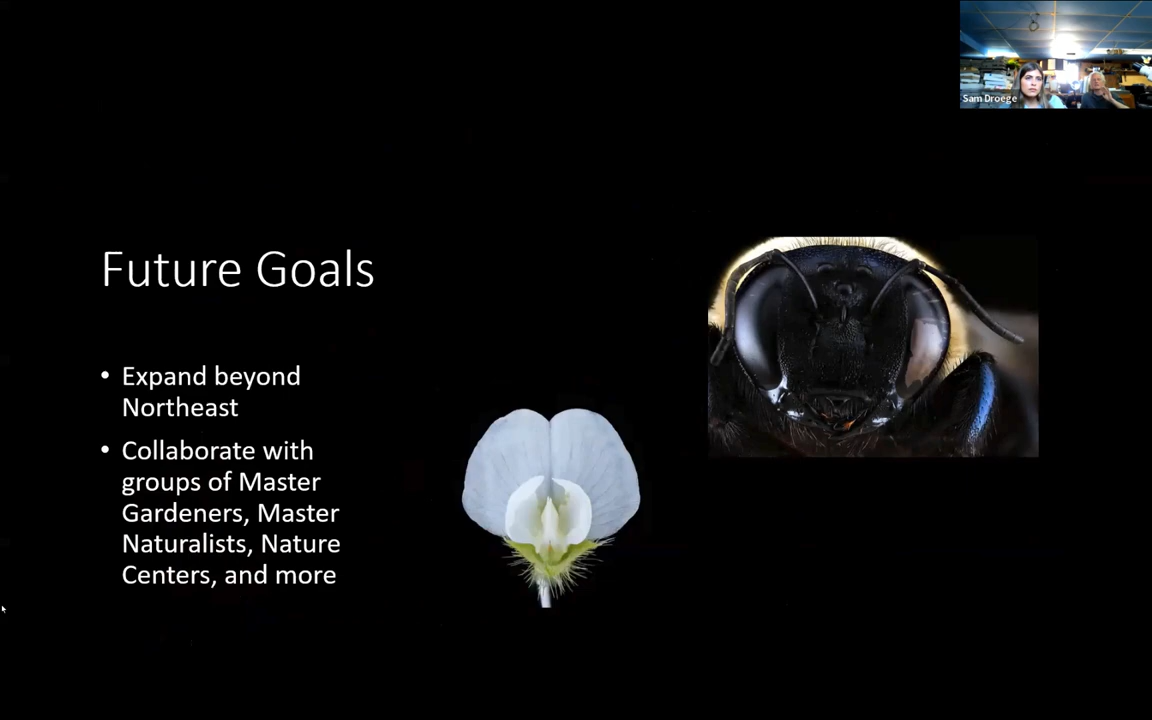 Sam Droege
Future Goals
• Expand beyond
Northeast
• Collaborate with
groups of Master
Gardeners, Master
Naturalists, Nature
Centers, and more